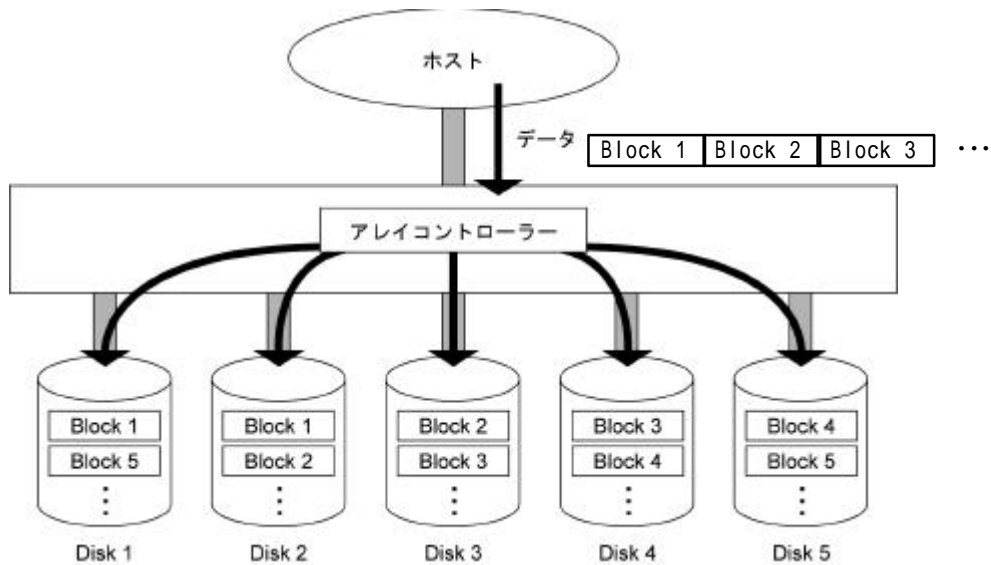 ホスト
データ
Block 1 Block 2 Block 3 ･･･
アレイコントローラー
Block 1 Block 1 Block 2 Block 3 Block 4
Block 5 Block 2 Block 3 Block 4 Block 5
Disk 1 Disk 2 Disk 3 Disk 4 Disk 5